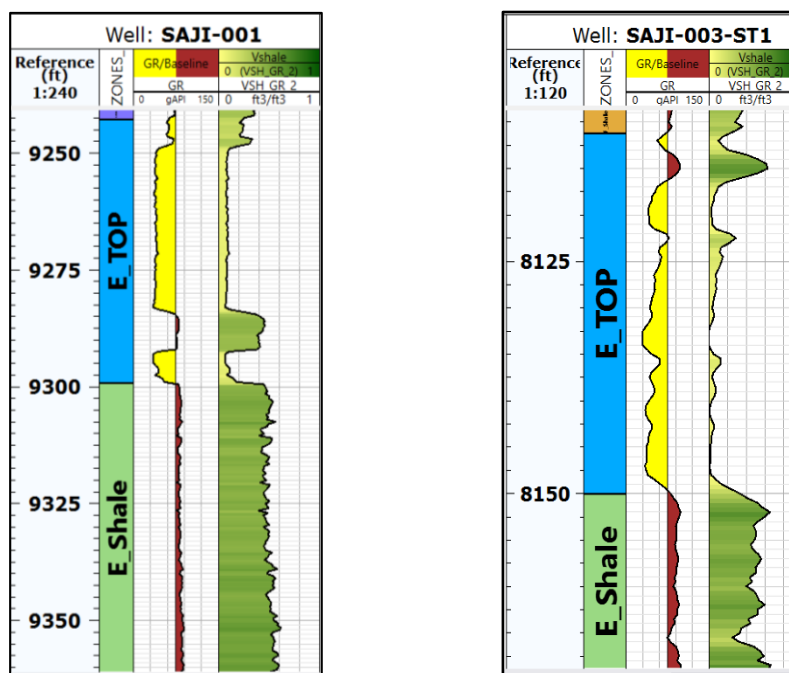 Well: SAJI-001
Reference
(ft)
1:240
ZONES_
GR/Baseline
GR
0 gAPI 150
Vshale
0 (VSH_GR_2) 1
VSH_GR_2
0 ft3/ft3 1
9250
9275
9300
9325
9350
E_TOP
E_Shale
Well: SAJI-003-ST1
Reference
(ft)
1:120
ZONES_
GR/Baseline
GR
0 gAPI 150
Vshale
0 (VSH_GR_2)
VSH_GR_2
0 ft3/ft3
8125
8150
E_TOP
E_Shale